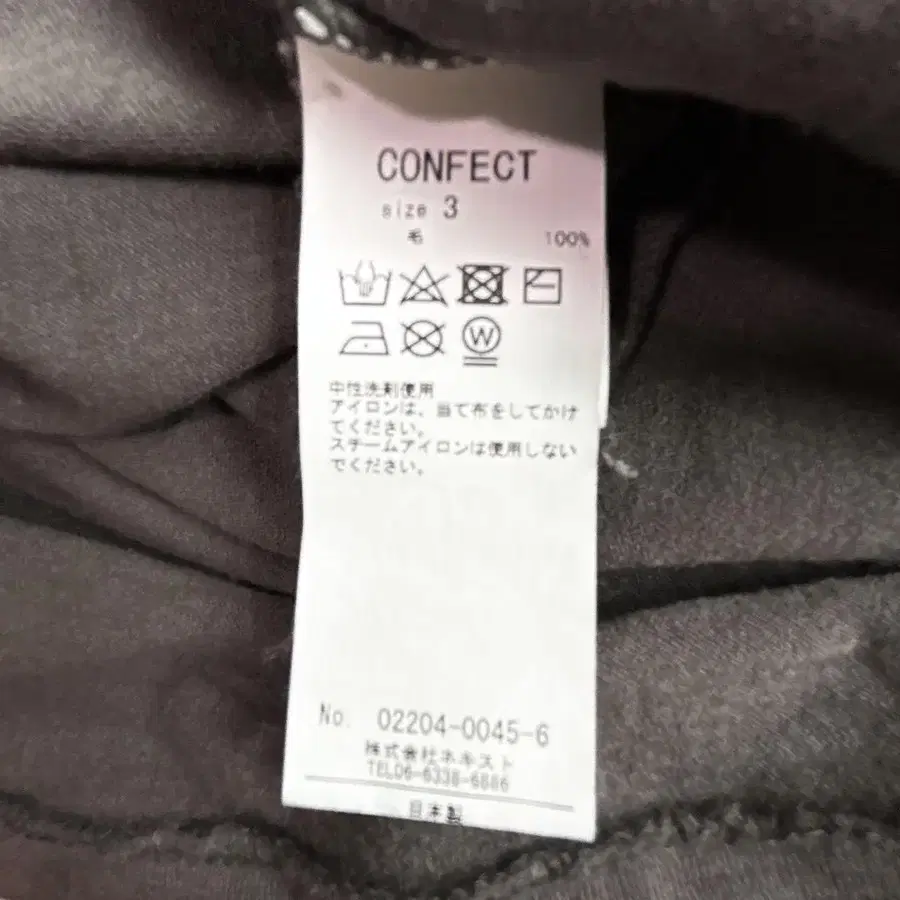 CONFECT
size 3
毛 100%
W
中性洗剤使用
アイロンは、当て布をしてかけ
てください。
スチームアイロンは使用しない
でください。
No. 02204-0045-6
株式会社ネキスト
TEL06-6338-6886
日本製